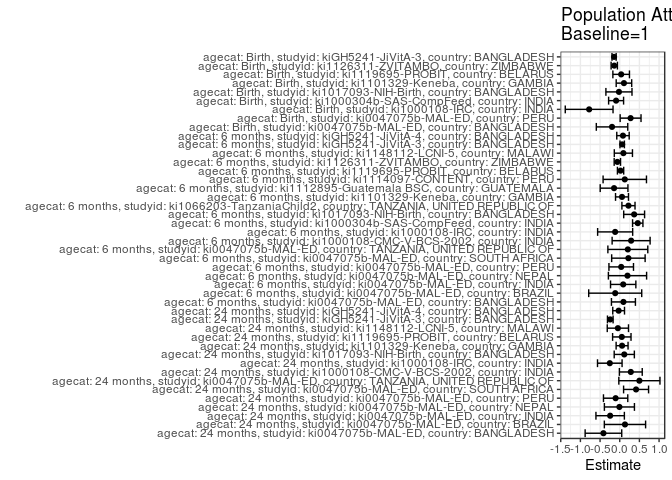 Population Att
Baseline=1
agecat: Birth, studyid: kiGH5241-JiVitA-3, country: BANGLADESH
agecat: Birth, studyid: ki1126311-ZVITAMBO, country: ZIMBABWE
agecat: Birth, studyid: ki1119695-PROBIT, country: BELARUS
agecat: Birth, studyid: ki1101329-Keneba, country: GAMBIA
agecat: Birth, studyid: ki1017093-NIH-Birth, country: BANGLADESH
agecat: Birth, studyid: ki1000304b-SAS-CompFeed, country: INDIA
agecat: Birth, studyid: ki1000108-IRC, country: INDIA
agecat: Birth, studyid: ki0047075b-MAL-ED, country: PERU
agecat: Birth, studyid: ki0047075b-MAL-ED, country: BANGLADESH
agecat: 6 months, studyid: kiGH5241-JiVitA-4, country: BANGLADESH
agecat: 6 months, studyid: kiGH5241-JiVitA-3, country: BANGLADESH
agecat: 6 months, studyid: ki1148112-LCNI-5, country: MALAWI
agecat: 6 months, studyid: ki1126311-ZVITAMBO, country: ZIMBABWE
agecat: 6 months, studyid: ki1119695-PROBIT, country: BELARUS
agecat: 6 months, studyid: ki1114097-CONTENT, country: PERU
agecat: 6 months, studyid: ki1112895-Guatemala BSC, country: GUATEMALA
agecat: 6 months, studyid: ki1101329-Keneba, country: GAMBIA
agecat: 6 months, studyid: ki1066203-TanzaniaChild2, country: TANZANIA, UNITED REPUBLIC OF
agecat: 6 months, studyid: ki1017093-NIH-Birth, country: BANGLADESH
agecat: 6 months, studyid: ki1000304b-SAS-CompFeed, country: INDIA
agecat: 6 months, studyid: ki1000108-IRC, country: INDIA
agecat: 6 months, studyid: ki1000108-CMC-V-BCS-2002, country: INDIA
agecat: 6 months, studyid: ki0047075b-MAL-ED, country: TANZANIA, UNITED REPUBLIC OF
agecat: 6 months, studyid: ki0047075b-MAL-ED, country: SOUTH AFRICA
agecat: 6 months, studyid: ki0047075b-MAL-ED, country: PERU
agecat: 6 months, studyid: ki0047075b-MAL-ED, country: NEPAL
agecat: 6 months, studyid: ki0047075b-MAL-ED, country: INDIA
agecat: 6 months, studyid: ki0047075b-MAL-ED, country: BRAZIL
agecat: 6 months, studyid: ki0047075b-MAL-ED, country: BANGLADESH
agecat: 24 months, studyid: kiGH5241-JiVitA-4, country: BANGLADESH
agecat: 24 months, studyid: kiGH5241-JiVitA-3, country: BANGLADESH
agecat: 24 months, studyid: ki1148112-LCNI-5, country: MALAWI
agecat: 24 months, studyid: ki1119695-PROBIT, country: BELARUS
agecat: 24 months, studyid: ki1101329-Keneba, country: GAMBIA
agecat: 24 months, studyid: ki1017093-NIH-Birth, country: BANGLADESH
agecat: 24 months, studyid: ki1000108-IRC, country: INDIA
agecat: 24 months, studyid: ki1000108-CMC-V-BCS-2002, country: INDIA
agecat: 24 months, studyid: ki0047075b-MAL-ED, country: TANZANIA, UNITED REPUBLIC OF
agecat: 24 months, studyid: ki0047075b-MAL-ED, country: SOUTH AFRICA
agecat: 24 months, studyid: ki0047075b-MAL-ED, country: PERU
agecat: 24 months, studyid: ki0047075b-MAL-ED, country: NEPAL
agecat: 24 months, studyid: ki0047075b-MAL-ED, country: INDIA
agecat: 24 months, studyid: ki0047075b-MAL-ED, country: BRAZIL
agecat: 24 months, studyid: ki0047075b-MAL-ED, country: BANGLADESH
-1.5 -1.0 -0.5 0.0 0.5 1.0
Estimate